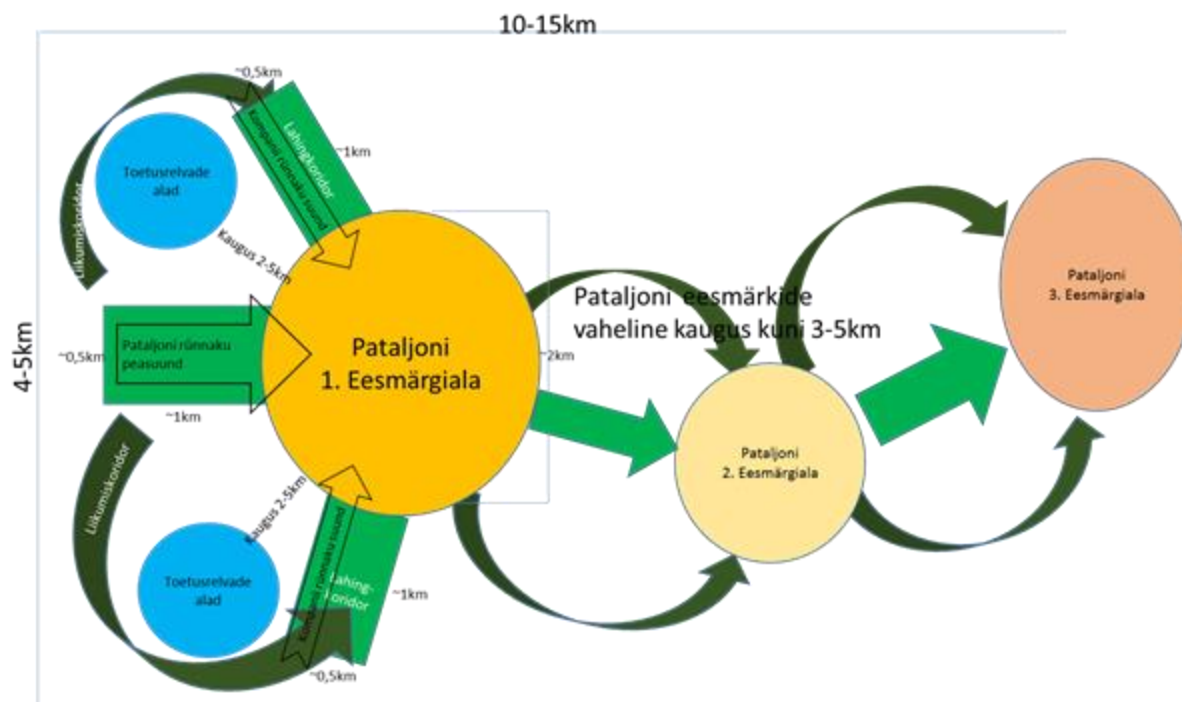 10-15km
~0,5km
Lahingkoridor
Kompanii rünnaku suund
~1km
Toetusrelvade
alad
Liikumiskoridor
Kaugus 2-5km
4-5km
~0,5km
Pataljoni rünnaku
peasuund
~1km
Pataljoni
1. Eesmärgiala
~2km
Pataljoni eesmärkide
vaheline kaugus kuni 3-5km
Pataljoni
2. Eesmärgiala
Pataljoni
3. Eesmärgiala
Liikumiskoridor
Kaugus 2-5km
Toetusrelvade
alad
Kompanii rünnaku suund
Lahing-
koridor
~1km
~0,5km